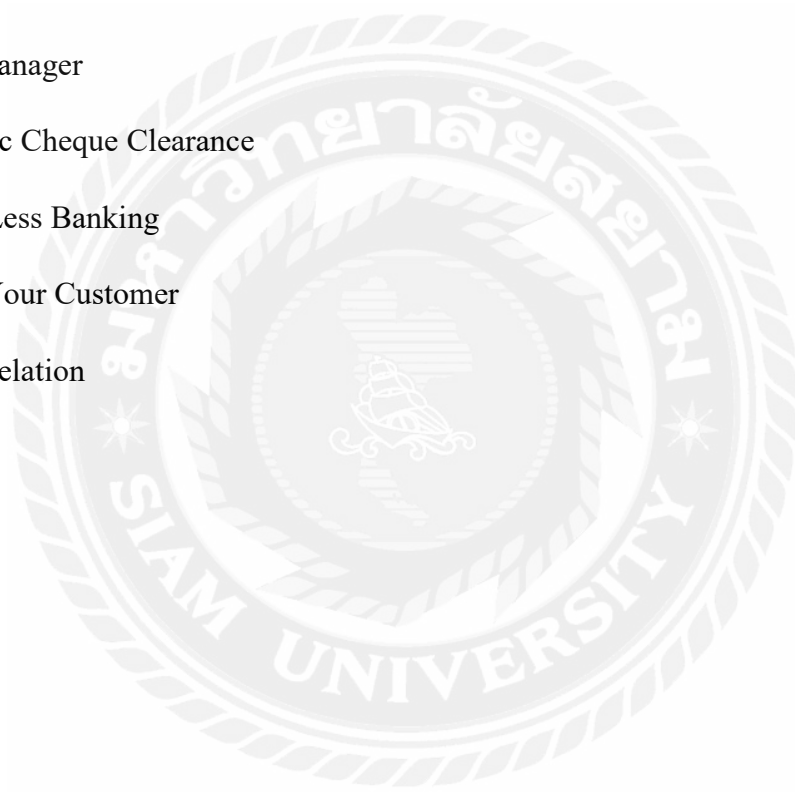 anager
c Cheque Clearance
Less Banking
Your Customer
elation
มหาวิทยาลัยสยาม
SIAM UNIVERSITY